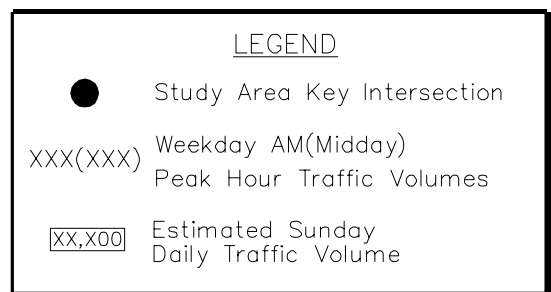 LEGEND
Study Area Key Intersection
XXX(XXX)
Weekday AM(Midday)
Peak Hour Traffic Volumes
XX,X00
Estimated Sunday
Daily Traffic Volume